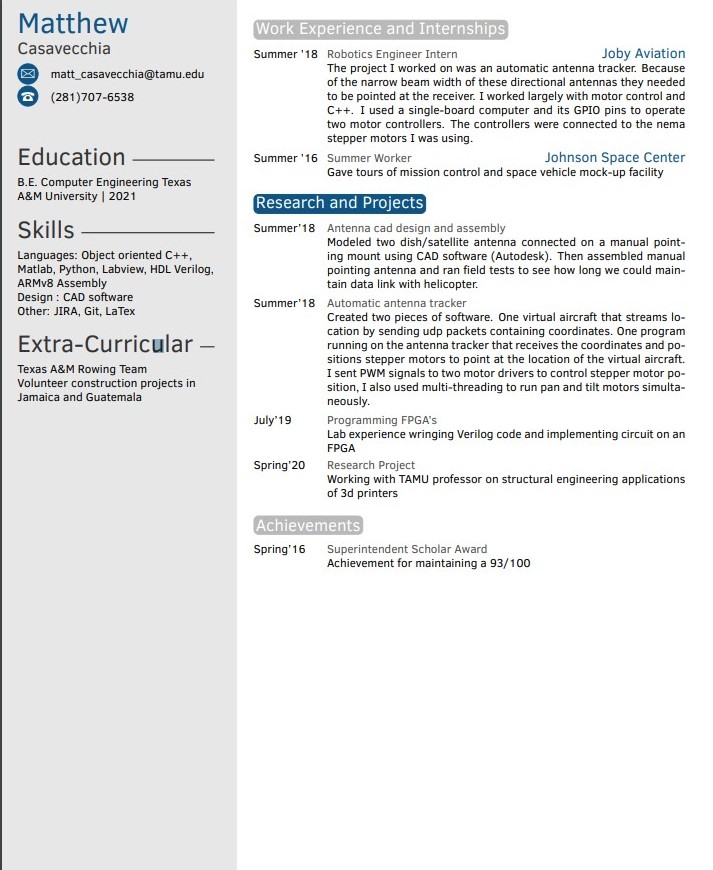 Matthew
Casavecchia
matt_casavecchia@tamu.edu
(281)707-6538
Education
B.E. Computer Engineering Texas
A&M University | 2021
Skills
Languages: Object oriented C++,
Matlab, Python, Labview, HDL Verilog,
ARMv8 Assembly
Design : CAD software
Other: JIRA, Git, LaTex
Extra-Curricular
Texas A&M Rowing Team
Volunteer construction projects in
Jamaica and Guatemala
Work Experience and Internships
Summer '18 Robotics Engineer Intern Joby Aviation
The project I worked on was an automatic antenna tracker. Because
of the narrow beam width of these directional antennas they needed
to be pointed at the receiver. I worked largely with motor control and
C++. I used a single-board computer and its GPIO pins to operate
two motor controllers. The controllers were connected to the nema
stepper motors I was using.
Summer '16 Summer Worker Johnson Space Center
Gave tours of mission control and space vehicle mock-up facility
Research and Projects
Summer'18 Antenna cad design and assembly
Modeled two dish/satellite antenna connected on a manual point-
ing mount using CAD software (Autodesk). Then assembled manual
pointing antenna and ran field tests to see how long we could main-
tain data link with helicopter.
Summer'18 Automatic antenna tracker
Created two pieces of software. One virtual aircraft that streams lo-
cation by sending udp packets containing coordinates. One program
running on the antenna tracker that receives the coordinates and po-
sitions stepper motors to point at the location of the virtual aircraft.
I sent PWM signals to two motor drivers to control stepper motor po-
sition, I also used multi-threading to run pan and tilt motors simulta-
neously.
July'19 Programming FPGA's
Lab experience wringing Verilog code and implementing circuit on an
FPGA
Spring'20 Research Project
Working with TAMU professor on structural engineering applications
of 3d printers
Achievements
Spring'16 Superintendent Scholar Award
Achievement for maintaining a 93/100